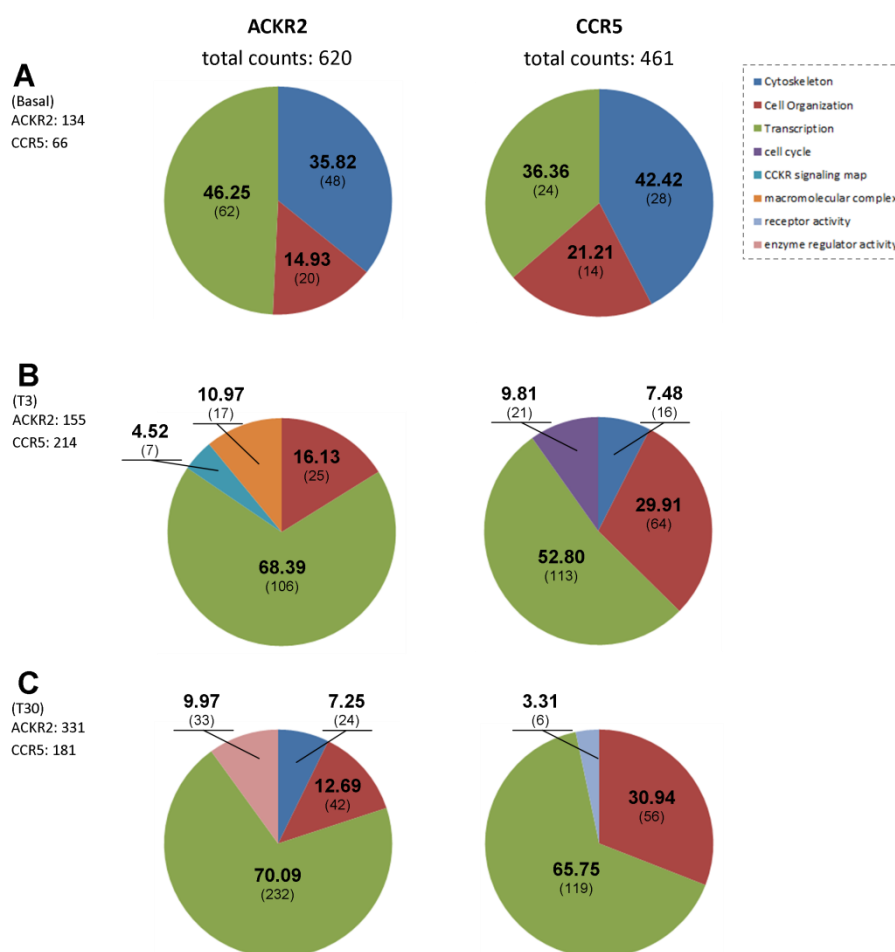 ACKR2
total counts: 620
CCR5
total counts: 461
A
(Basal)
ACKR2: 134
CCR5: 66
46.25
(62)
35.82
(48)
14.93
(20)
36.36
(24)
42.42
(28)
21.21
(14)
Cytoskeleton
Cell Organization
Transcription
cell cycle
CCKR signaling map
macromolecular complex
receptor activity
enzyme regulator activity
B
(T3)
ACKR2: 155
CCR5: 214
4.52
(7)
10.97
(17)
16.13
(25)
68.39
(106)
9.81
(21)
7.48
(16)
29.91
(64)
52.80
(113)
C
(T30)
ACKR2: 331
CCR5: 181
9.97
(33)
7.25
(24)
12.69
(42)
70.09
(232)
3.31
(6)
30.94
(56)
65.75
(119)